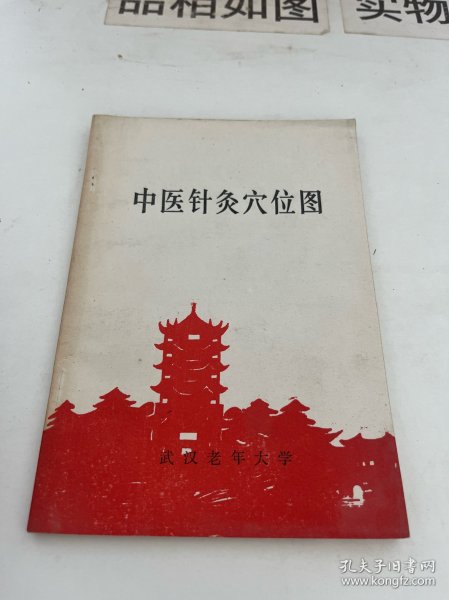 品相如图 实物
中医针灸穴位图
武汉老年大学
孔夫子旧书网
www.kongfz.com